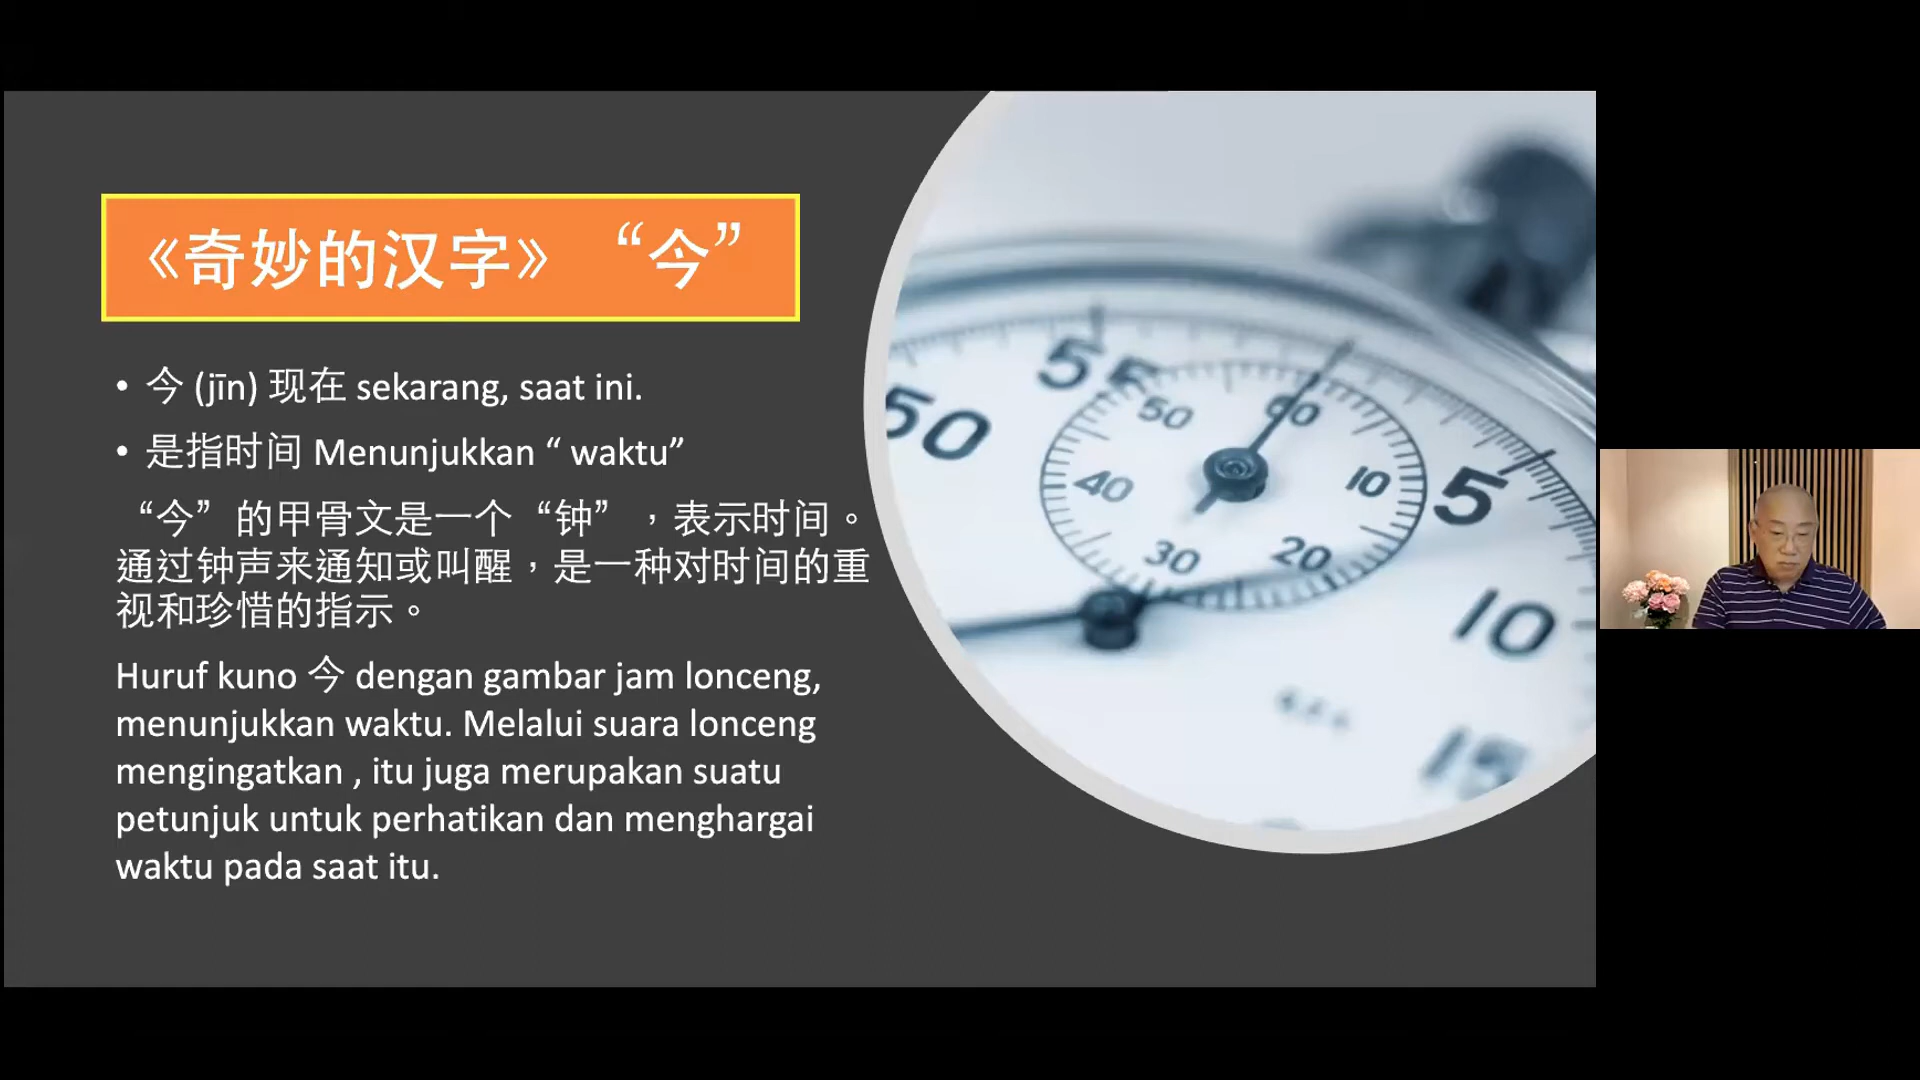 《奇妙的汉字》 “今”
• 今 (jīn) 现在 sekarang, saat ini.
• 是指时间 Menunjukkan “ waktu”
“今” 的甲骨文是一个 “钟” ，表示时间。
通过钟声来通知或叫醒，是一种对时间的重
视和珍惜的指示。
Huruf kuno 今 dengan gambar jam lonceng,
menunjukkan waktu. Melalui suara lonceng
mengingatkan , itu juga merupakan suatu
petunjuk untuk perhatikan dan menghargai
waktu pada saat itu.
55
50
60
50
40
10
5
30
20
10
15